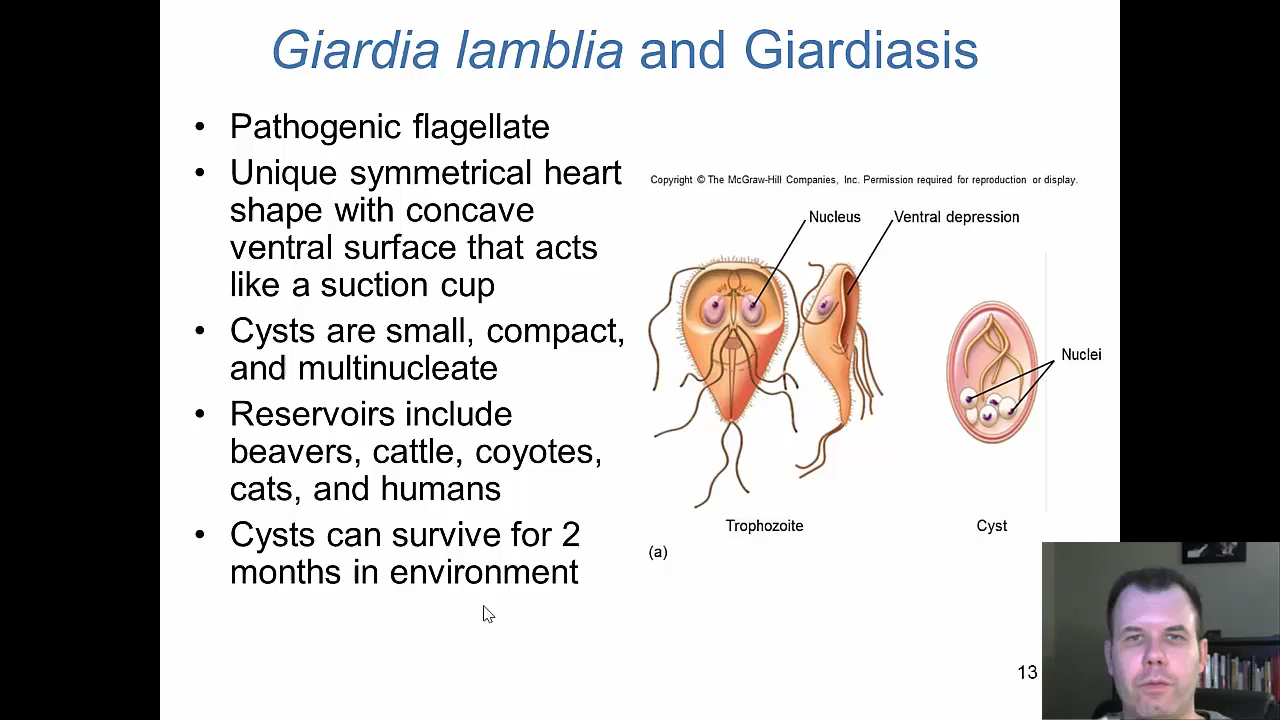 Giardia lamblia and Giardiasis
• Pathogenic flagellate
• Unique symmetrical heart
shape with concave
ventral surface that acts
like a suction cup
• Cysts are small, compact,
and multinucleate
• Reservoirs include
beavers, cattle, coyotes,
cats, and humans
• Cysts can survive for 2
months in environment
Copyright © The McGraw-Hill Companies, Inc. Permission required for reproduction or display.
Nucleus
Ventral depression
Nuclei
Trophozoite
Cyst
(a)
13